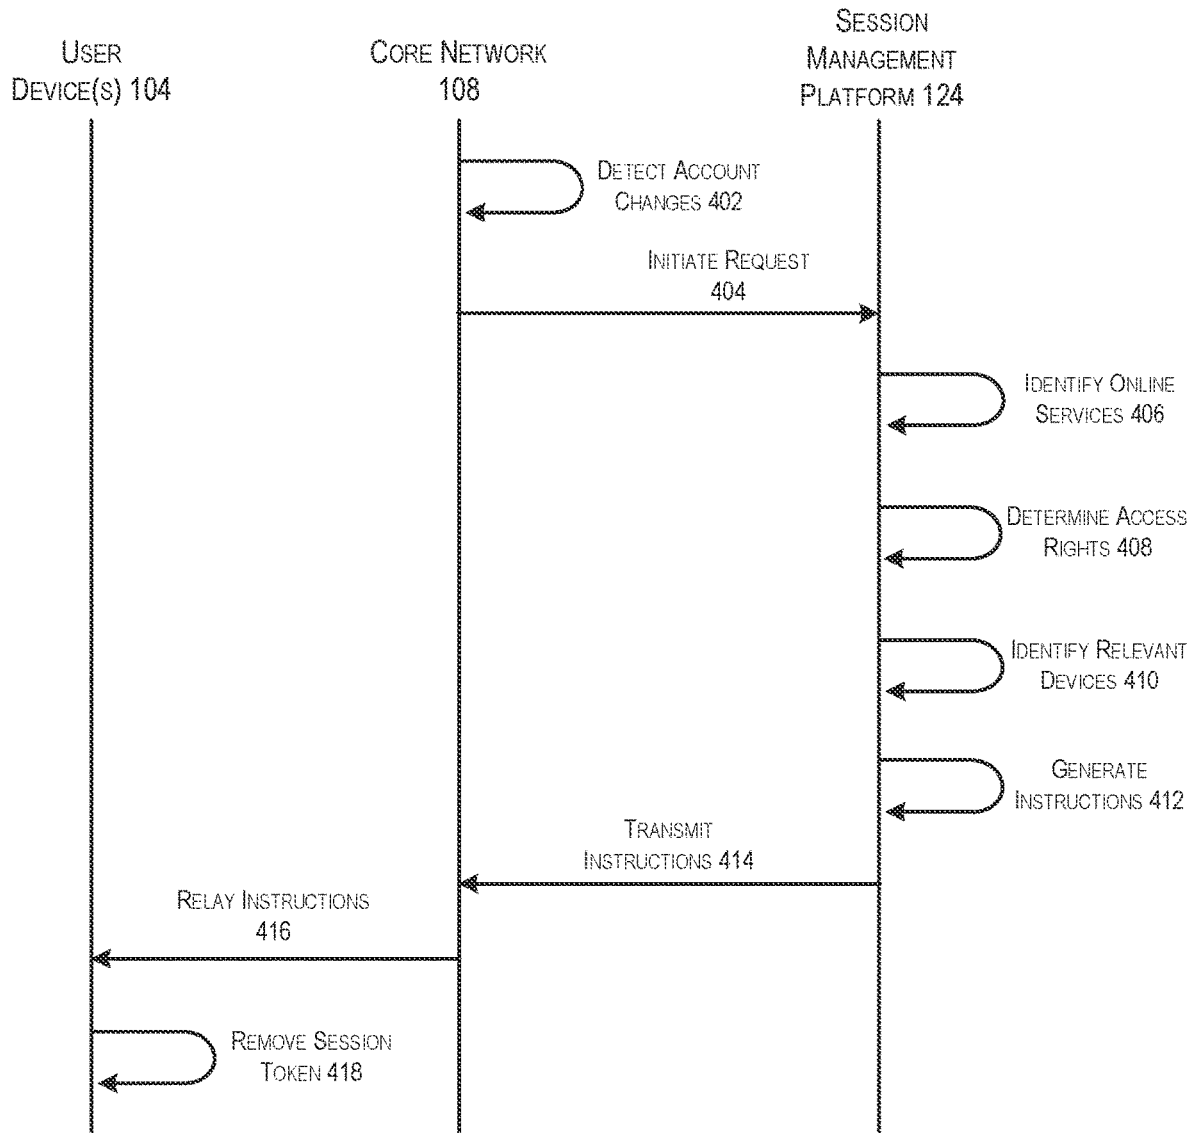 USER
DEVICE(S) 104
CORE NETWORK
108
SESSION
MANAGEMENT
PLATFORM 124
DETECT ACCOUNT
CHANGES 402
INITIATE REQUEST
404
IDENTIFY ONLINE
SERVICES 406
DETERMINE ACCESS
RIGHTS 408
IDENTIFY RELEVANT
DEVICES 410
GENERATE
INSTRUCTIONS 412
TRANSMIT
INSTRUCTIONS 414
RELAY INSTRUCTIONS
416
REMOVE SESSION
TOKEN 418